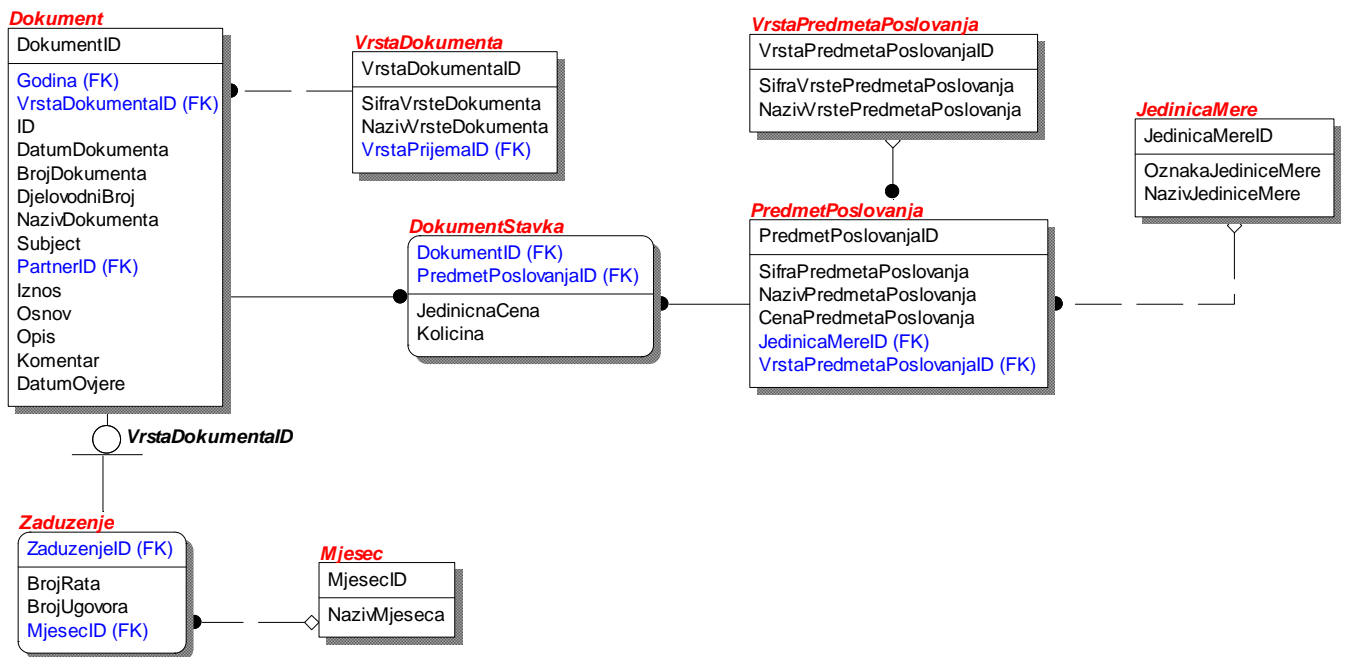 Dokument
DokumentID
Godina (FK)
VrstaDokumentaID (FK)
ID
DatumDokumenta
BrojDokumenta
DjelovodniBroj
NazivDokumenta
Subject
PartnerID (FK)
Iznos
Osnov
Opis
Komentar
DatumOvjere
VrstaDokumenta
VrstaDokumentaID
SifraVrsteDokumenta
NazivVrsteDokumenta
VrstaPrijemaID (FK)
VrstaPredmetaPoslovanja
VrstaPredmetaPoslovanjaID
SifraVrstePredmetaPoslovanja
NazivVrstePredmetaPoslovanja
JedinicaMere
JedinicaMereID
OznakaJediniceMere
NazivJediniceMere
DokumentStavka
DokumentID (FK)
PredmetPoslovanjaID (FK)
JedinicnaCena
Kolicina
PredmetPoslovanja
PredmetPoslovanjaID
SifraPredmetaPoslovanja
NazivPredmetaPoslovanja
CenaPredmetaPoslovanja
JedinicaMereID (FK)
VrstaPredmetaPoslovanjaID (FK)
VrstaDokumentaID
Zaduzenje
ZaduzenjeID (FK)
BrojRata
BrojUgovora
MjesecID (FK)
Mjesec
MjesecID
NazivMjeseca